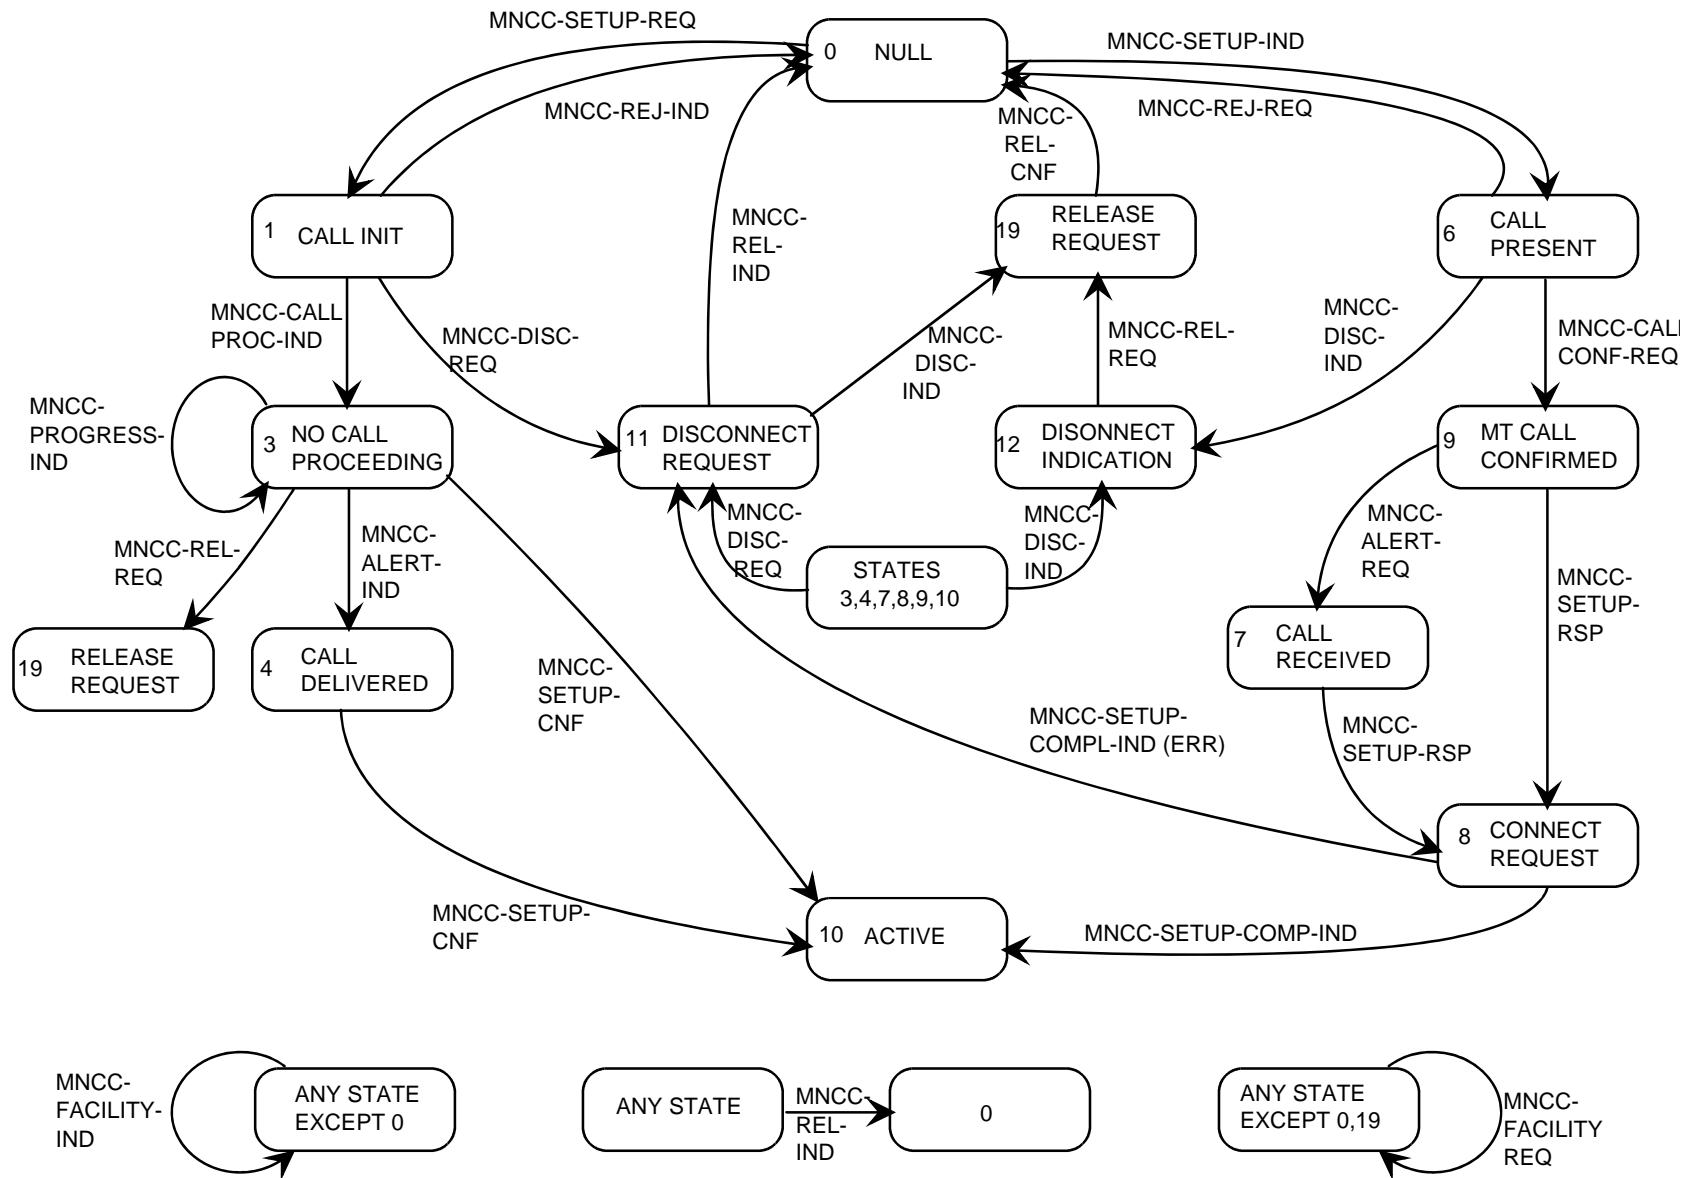 MNCC-SETUP-REQ
0 NULL
MNCC-SETUP-IND
MNCC-REJ-IND
MNCC-REJ-REQ
MNCC-
REL-
CNF
1 CALL INIT
MNCC-
REL-
IND
19 RELEASE
REQUEST
6 CALL
PRESENT
MNCC-CALL
PROC-IND
MNCC-DISC-
REQ
MNCC-
DISC-
IND
MNCC-REL-
REQ
MNCC-
DISC-
IND
MNCC-CAL
CONF-REQ
MNCC-
PROGRESS-
IND
3 NO CALL
PROCEEDING
11 DISCONNECT
REQUEST
12 DISONNECT
INDICATION
9 MT CALL
CONFIRMED
MNCC-REL-
REQ
MNCC-
ALERT-
IND
MNCC-
DISC-
REQ
STATES
3,4,7,8,9,10
MNCC-
DISC-
IND
MNCC-
ALERT-
REQ
MNCC-
SETUP-
RSP
19 RELEASE
REQUEST
4 CALL
DELIVERED
MNCC-
SETUP-
CNF
7 CALL
RECEIVED
MNCC-SETUP-
COMPL-IND (ERR)
MNCC-
SETUP-RSP
8 CONNECT
REQUEST
MNCC-SETUP-
CNF
10 ACTIVE
MNCC-SETUP-COMP-IND
MNCC-
FACILITY-
IND
ANY STATE
EXCEPT 0
ANY STATE
MNCC-
REL-
IND
0
ANY STATE
EXCEPT 0,19
MNCC-
FACILITY
REQ